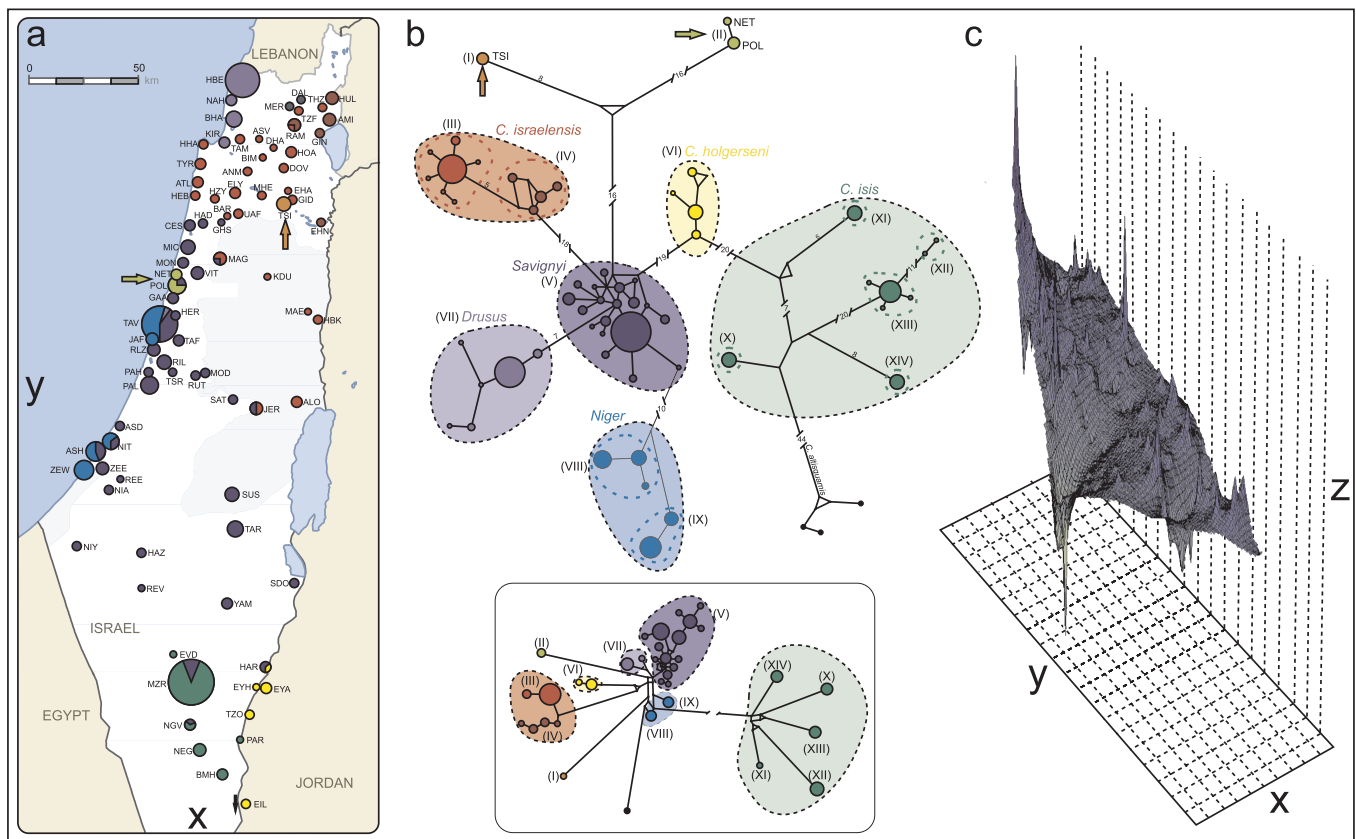 a
LEBANON
0 50
km
HBE
NAH
DAL
MER
THZ
HUL
BHA
TZF
AMI
RAM
KIR
ASV
GIN
HHA
TAM
DHA
HOA
BIM
TYR
ANM
DOV
ATL
ELY
MHE
EHA
HEB
HZY
GID
BAR
UAF
TSI
HAD
CES
GHS
EHN
MIC
MAG
MON
NET
VIT
KDU
POL
GAA
MAE
HER
TAV
HBK
JAF
TAF
RLZ
RIL
PAH
TSR
MOD
PAL
RUT
SAT
JER
ALO
y
ASD
NIT
ASH
ZEW
ZEE
REE
NIA
SUS
TAR
NIY
HAZ
SDO
REV
YAM
ISRAEL
EVD
HAR
MZR
EYH
EYA
EGYPT
TZO
NGV
PAR
NEG
BMH
JORDAN
x
EIL
b
NET
(II)
POL
(I) TSI
8
16
(III)
C. israelensis
(IV)
5
18
16
(VI) C. holgerseni
19
20
C. isis
(XI)
5
(XII)
11
(XIII)
7
20
(X)
8
(XIV)
44
C. altisquamis
Savignyi
(V)
(VII) Drusus
7
10
Niger
(VIII)
(IX)
(V)
(II)
(VII)
(VI)
(III)
(IV)
(IX)
(VIII)
(I)
(XIV)
(X)
(XIII)
(XI)
(XII)
c
z
y
x